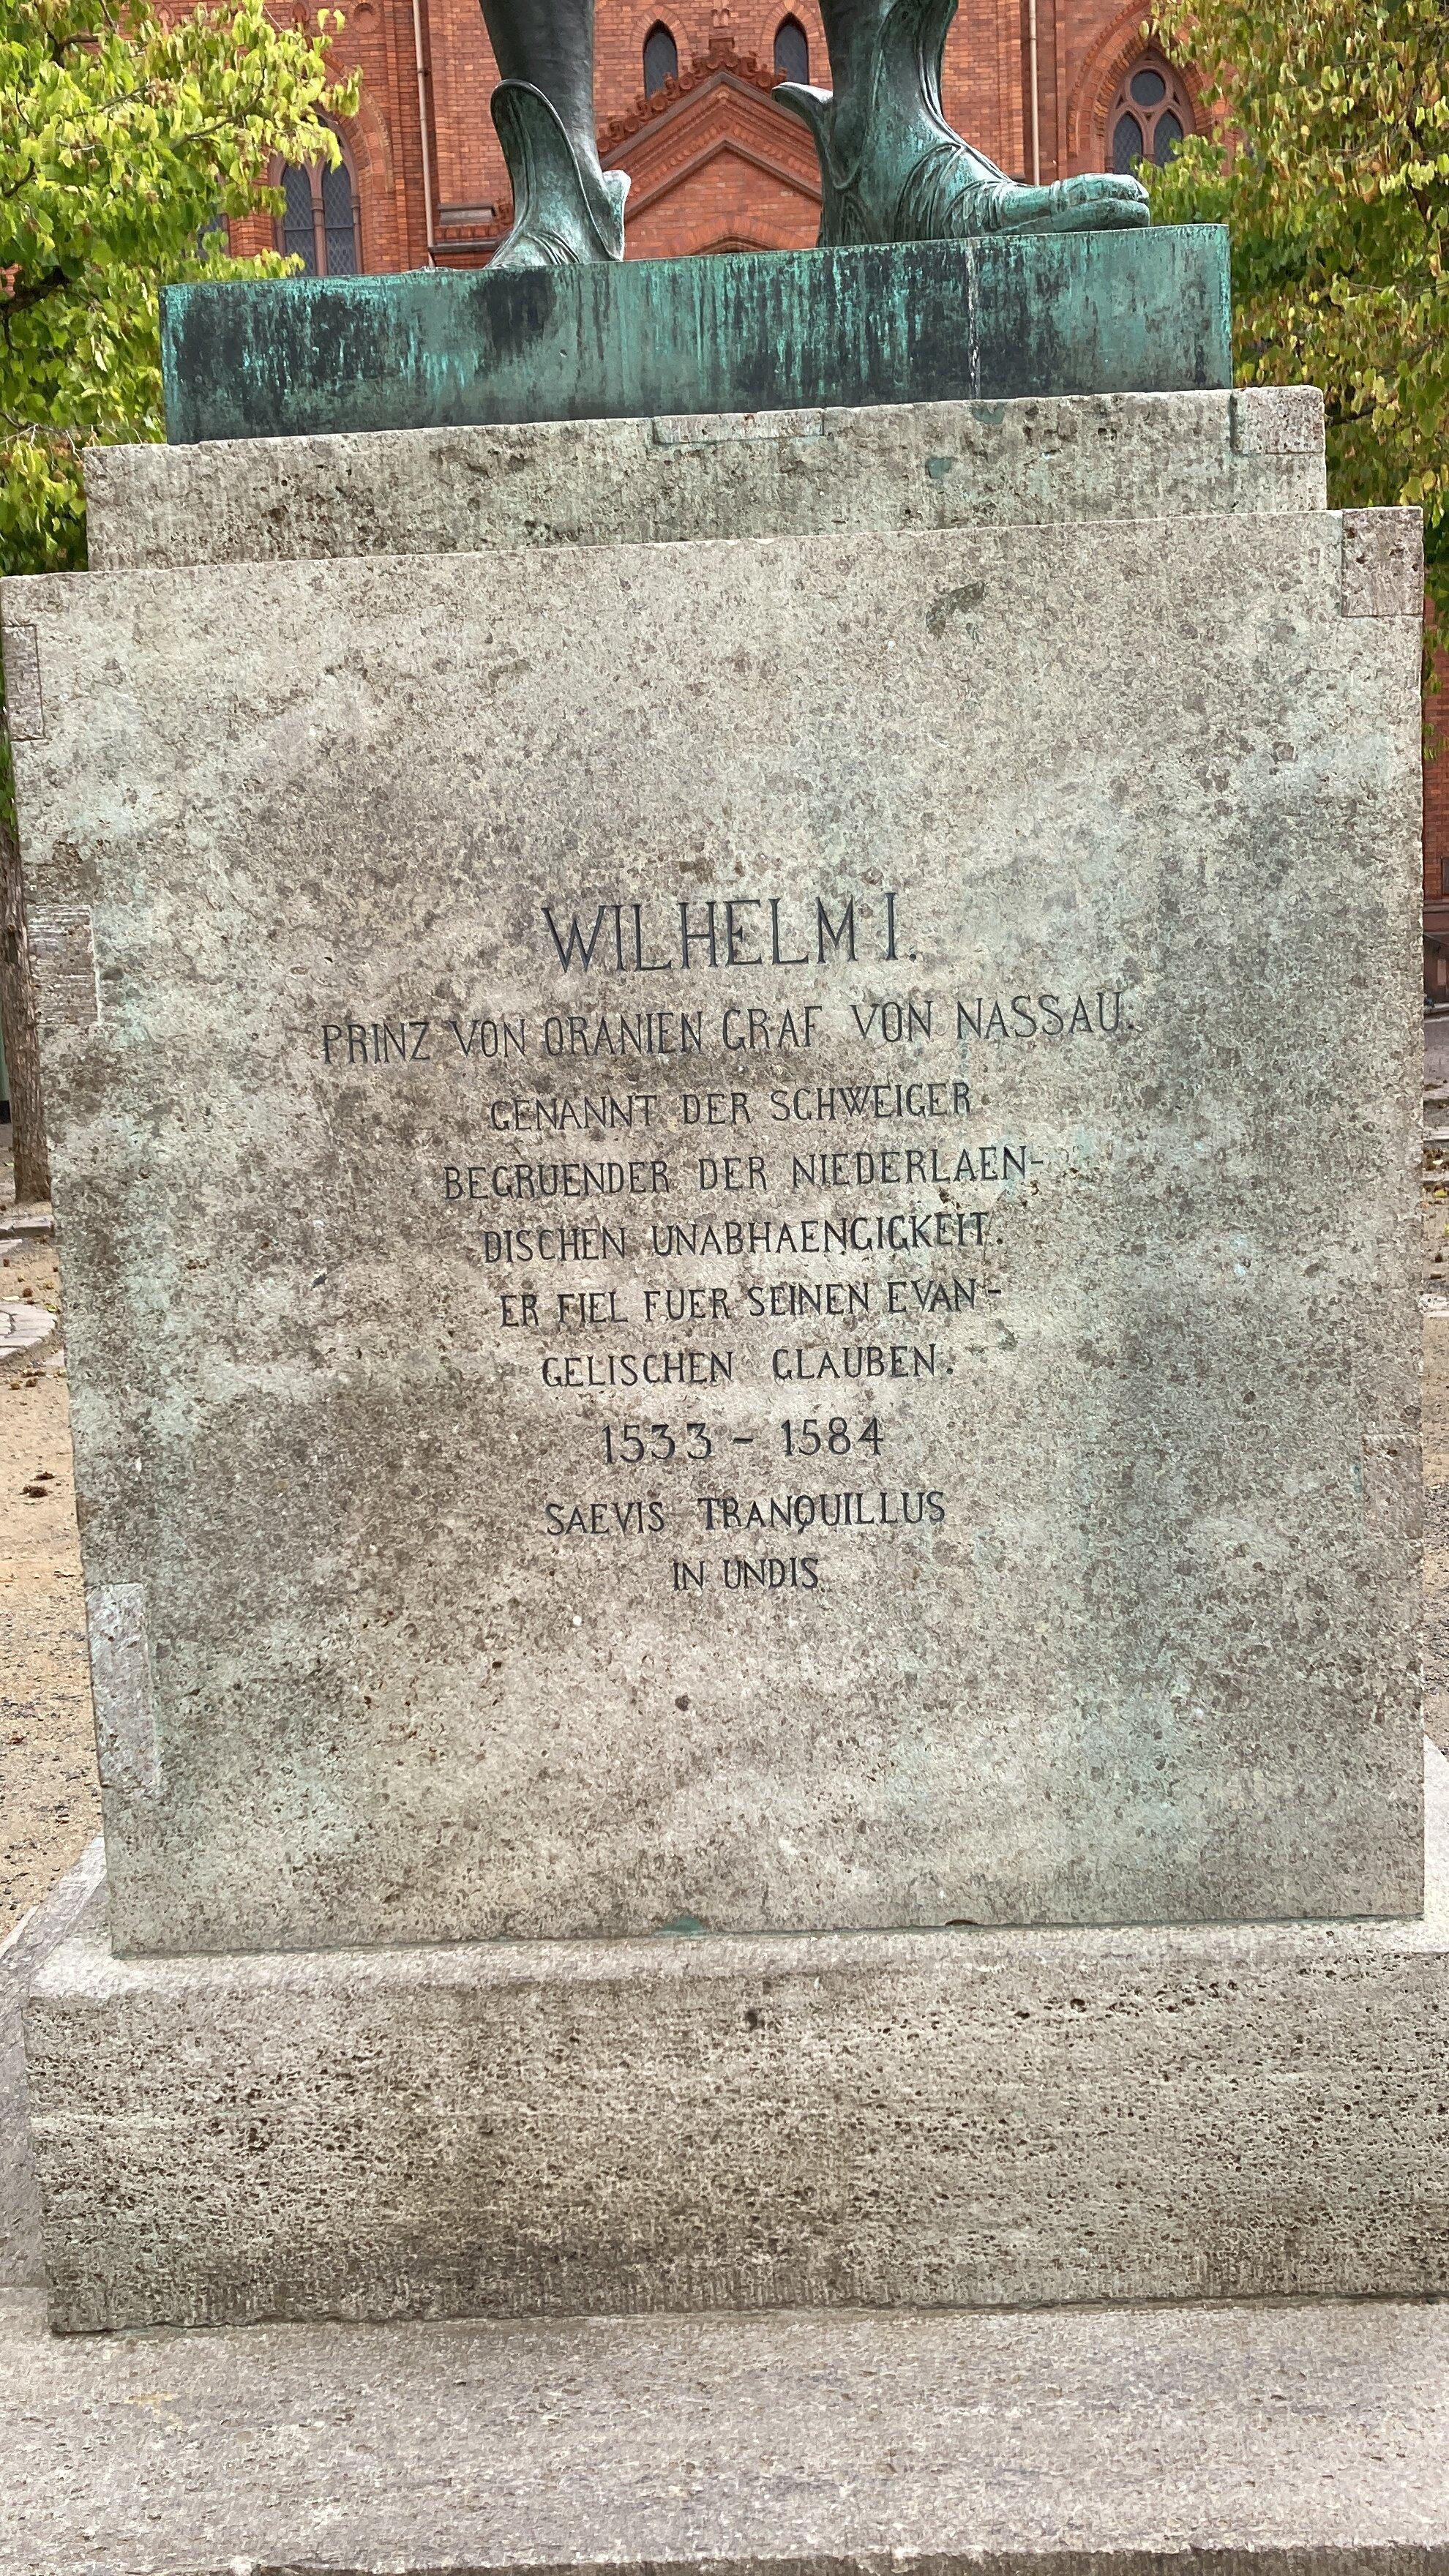 WILHELM I.
PRINZ VON ORANIEN GRAF VON NASSAU.
GENANNT DER SCHWEIGER
BEGRUENDER DER NIEDERLAEN-
DISCHEN UNABHAENGIGKEIT.
ER FIEL FUER SEINEN EVAN-
GELISCHEN GLAUBEN.
1533 - 1584
SAEVIS TRANQUILLUS
IN UNDIS